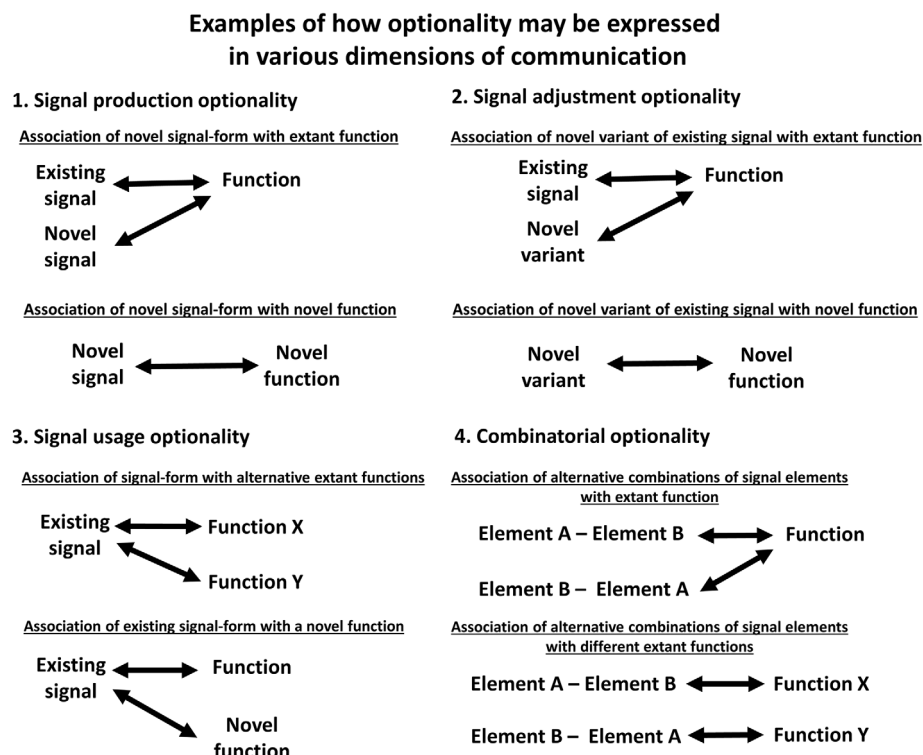 Examples of how optionality may be expressed
in various dimensions of communication
1. Signal production optionality
Association of novel signal-form with extant function
Existing
signal
Function
Novel
signal
Association of novel signal-form with novel function
Novel
signal
Novel
function
2. Signal adjustment optionality
Association of novel variant of existing signal with extant function
Existing
signal
Function
Novel
variant
Association of novel variant of existing signal with novel function
Novel
variant
Novel
function
3. Signal usage optionality
Association of signal-form with alternative extant functions
Existing
signal
Function X
Function Y
Association of existing signal-form with a novel function
Existing
signal
Function
Novel
function
4. Combinatorial optionality
Association of alternative combinations of signal elements
with extant function
Element A – Element B
Function
Element B – Element A
Association of alternative combinations of signal elements
with different extant functions
Element A – Element B
Function X
Element B – Element A
Function Y